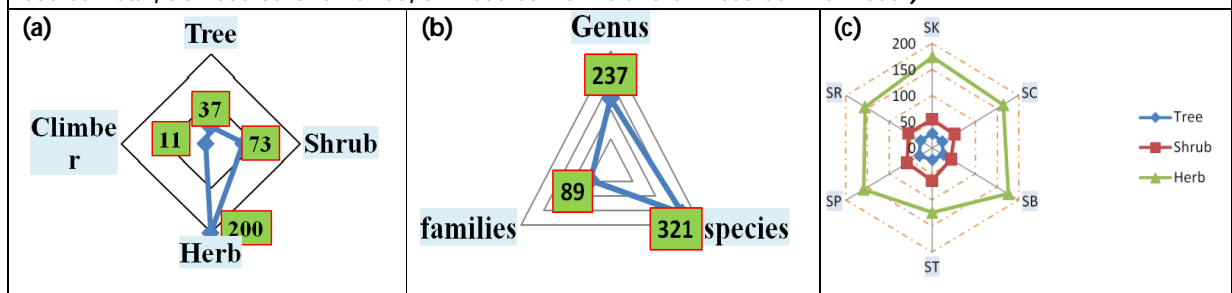 (a)
Tree
37
Climbe
r
11
73
Shrub
200
Herb
(b)
Genus
237
89
families
321
species
(c)
SK
200
150
100
50
0
SR
SC
SP
SB
ST
Tree
Shrub
Herb